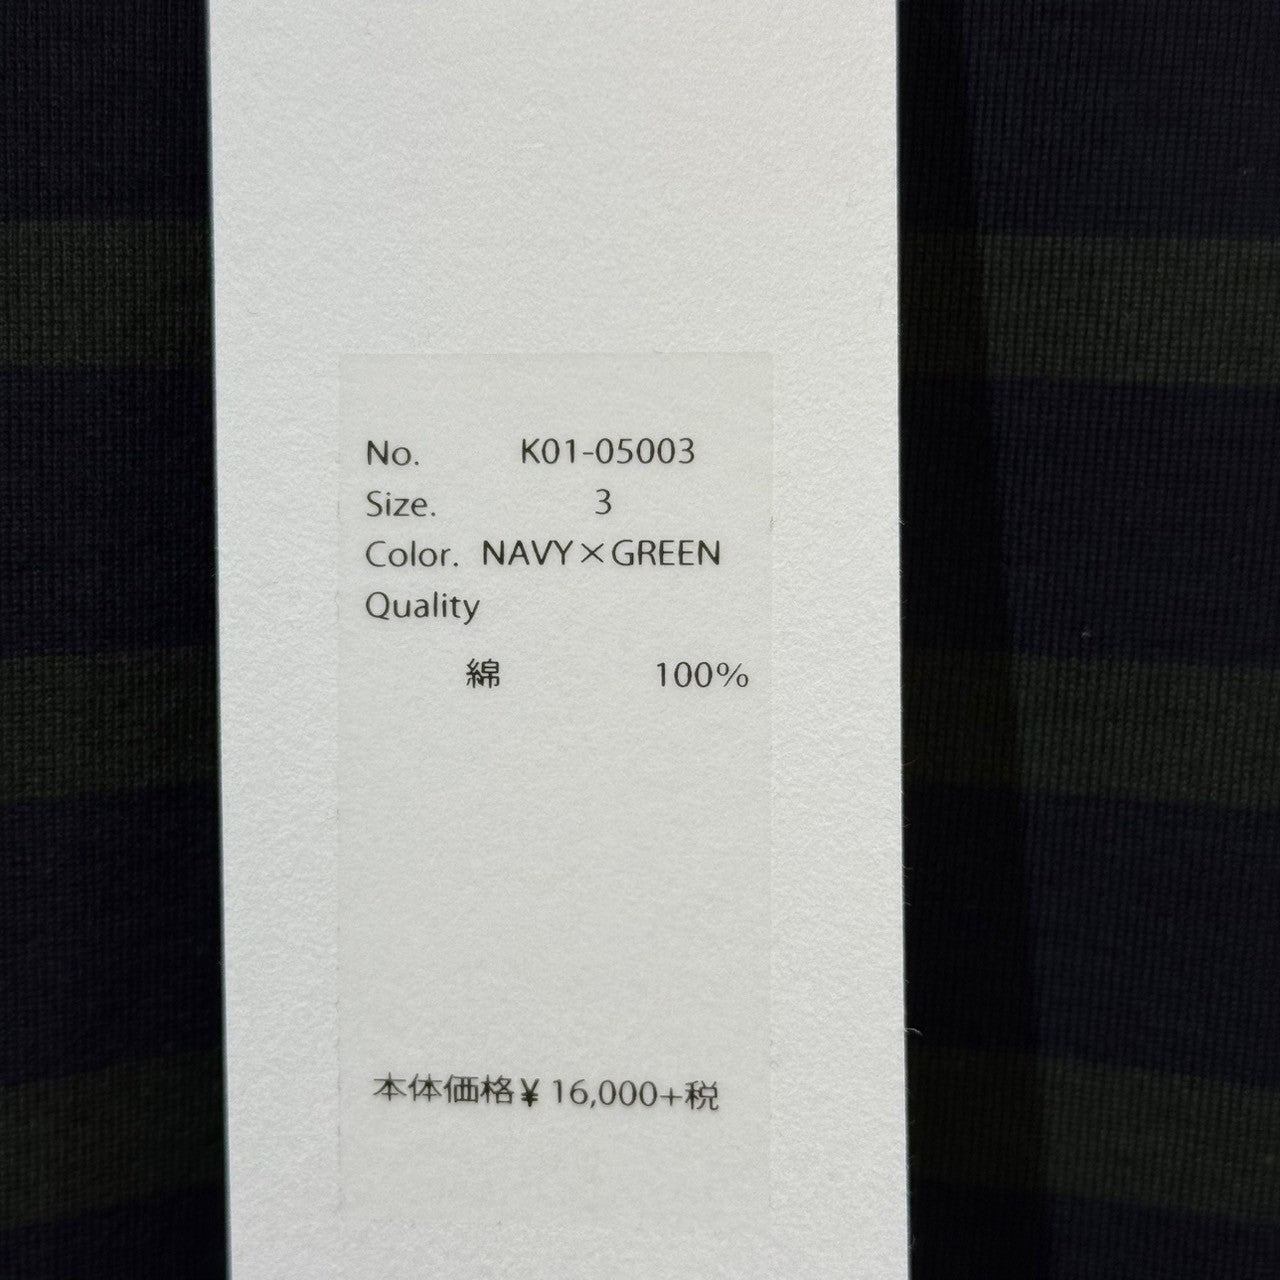 No. K01-05003
Size. 3
Color. NAVY×GREEN
Quality
綿 100%
本体価格¥ 16,000+税